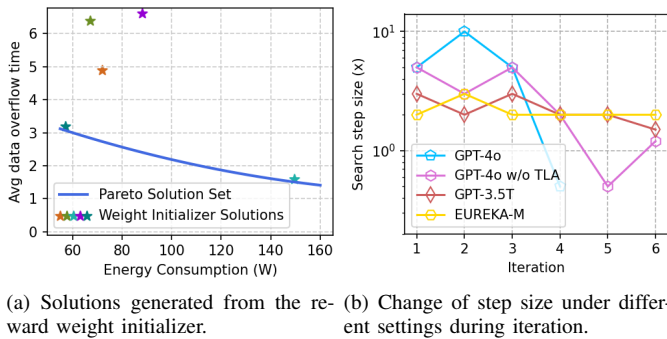 Avg data overflow time
6
5
4
3
2
1
0
Pareto Solution Set
Weight Initializer Solutions
60 80 100 120 140 160
Energy Consumption (W)
(a) Solutions generated from the re-
ward weight initializer.
Search step size (x)
10¹
10⁰
GPT-4o
GPT-4o w/o TLA
GPT-3.5T
EUREKA-M
1 2 3 4 5 6
Iteration
(b) Change of step size under differ-
ent settings during iteration.